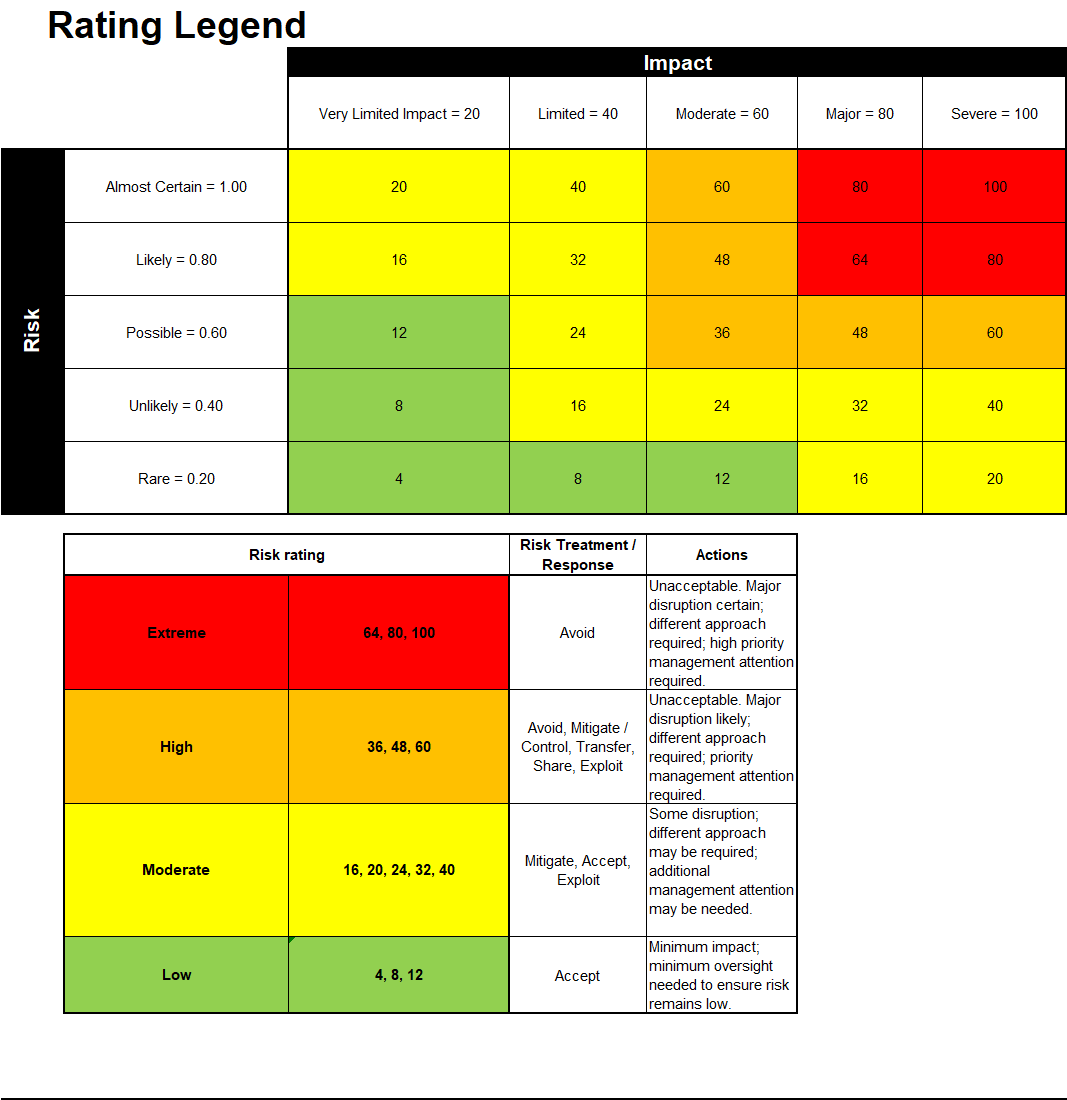 Rating Legend
Impact
Very Limited Impact = 20
Limited = 40
Moderate = 60
Major = 80
Severe = 100
Risk
Almost Certain = 1.00
20
40
60
80
100
Likely = 0.80
16
32
48
64
80
Possible = 0.60
12
24
36
48
60
Unlikely = 0.40
8
16
24
32
40
Rare = 0.20
4
8
12
16
20
Risk rating
Risk Treatment /
Response
Actions
Extreme
64, 80, 100
Avoid
Unacceptable. Major
disruption certain;
different approach
required; high priority
management attention
required.
High
36, 48, 60
Avoid, Mitigate /
Control, Transfer,
Share, Exploit
Unacceptable. Major
disruption likely;
different approach
required; priority
management attention
required.
Moderate
16, 20, 24, 32, 40
Mitigate, Accept,
Exploit
Some disruption;
different approach
may be required;
additional
management attention
may be needed.
Low
4, 8, 12
Accept
Minimum impact;
minimum oversight
needed to ensure risk
remains low.